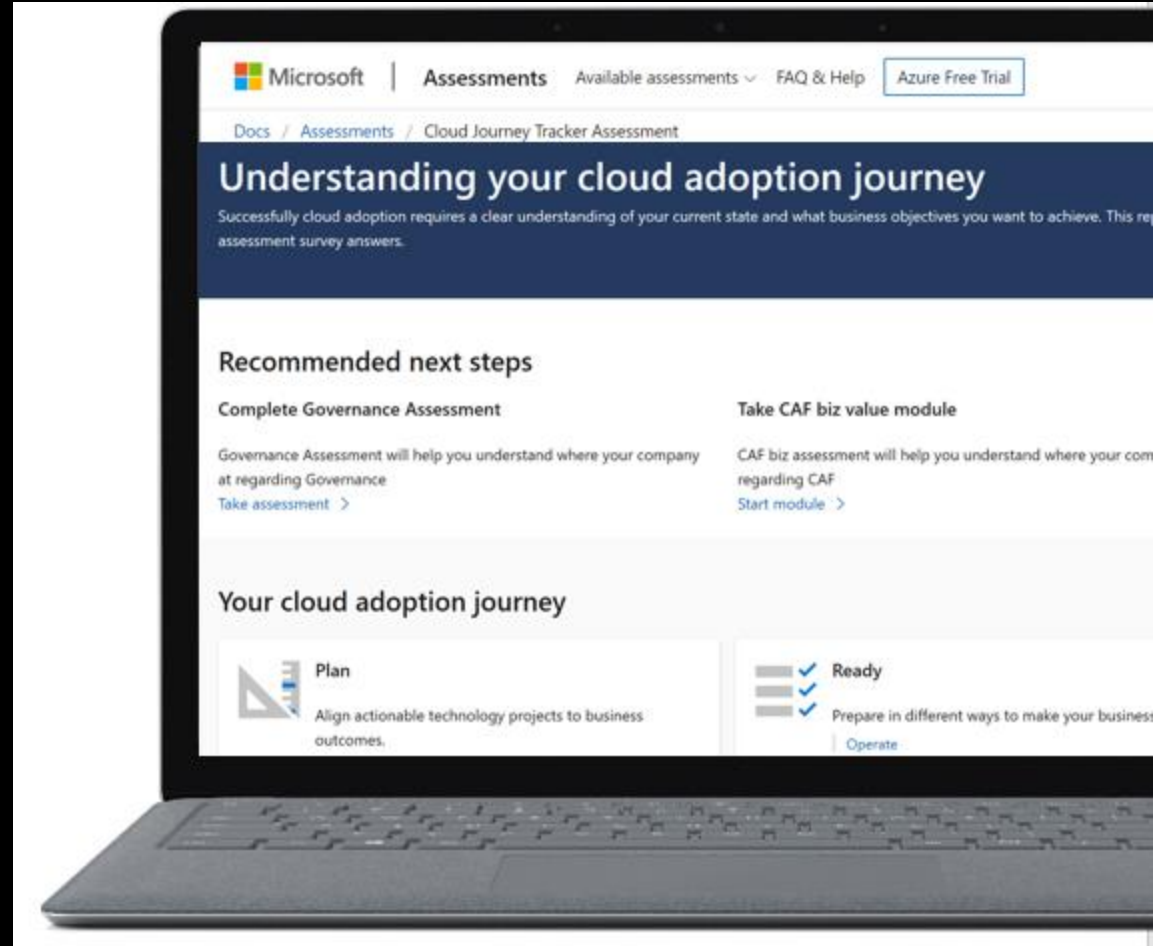 Microsoft | Assessments Available assessments FAQ & Help Azure Free Trial
Docs / Assessments / Cloud Journey Tracker Assessment
Understanding your cloud adoption journey
Successfully cloud adoption requires a clear understanding of your current state and what business objectives you want to achieve. This
assessment survey answers.
Recommended next steps
Complete Governance Assessment
Governance Assessment will help you understand where your company
at regarding Governance
Take assessment >
Take CAF biz value module
CAF biz assessment will help you understand where your
regarding CAF
Start module >
Your cloud adoption journey
Plan
Align actionable technology projects to business
outcomes.
Ready
Prepare in different ways to make your business
Operate